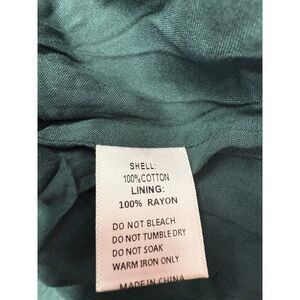 SHELL:
100%COTTON
LINING:
100% RAYON
DO NOT BLEACH
DO NOT TUMBLE DRY
DO NOT SOAK
WARM IRON ONLY
MADE IN CHINA